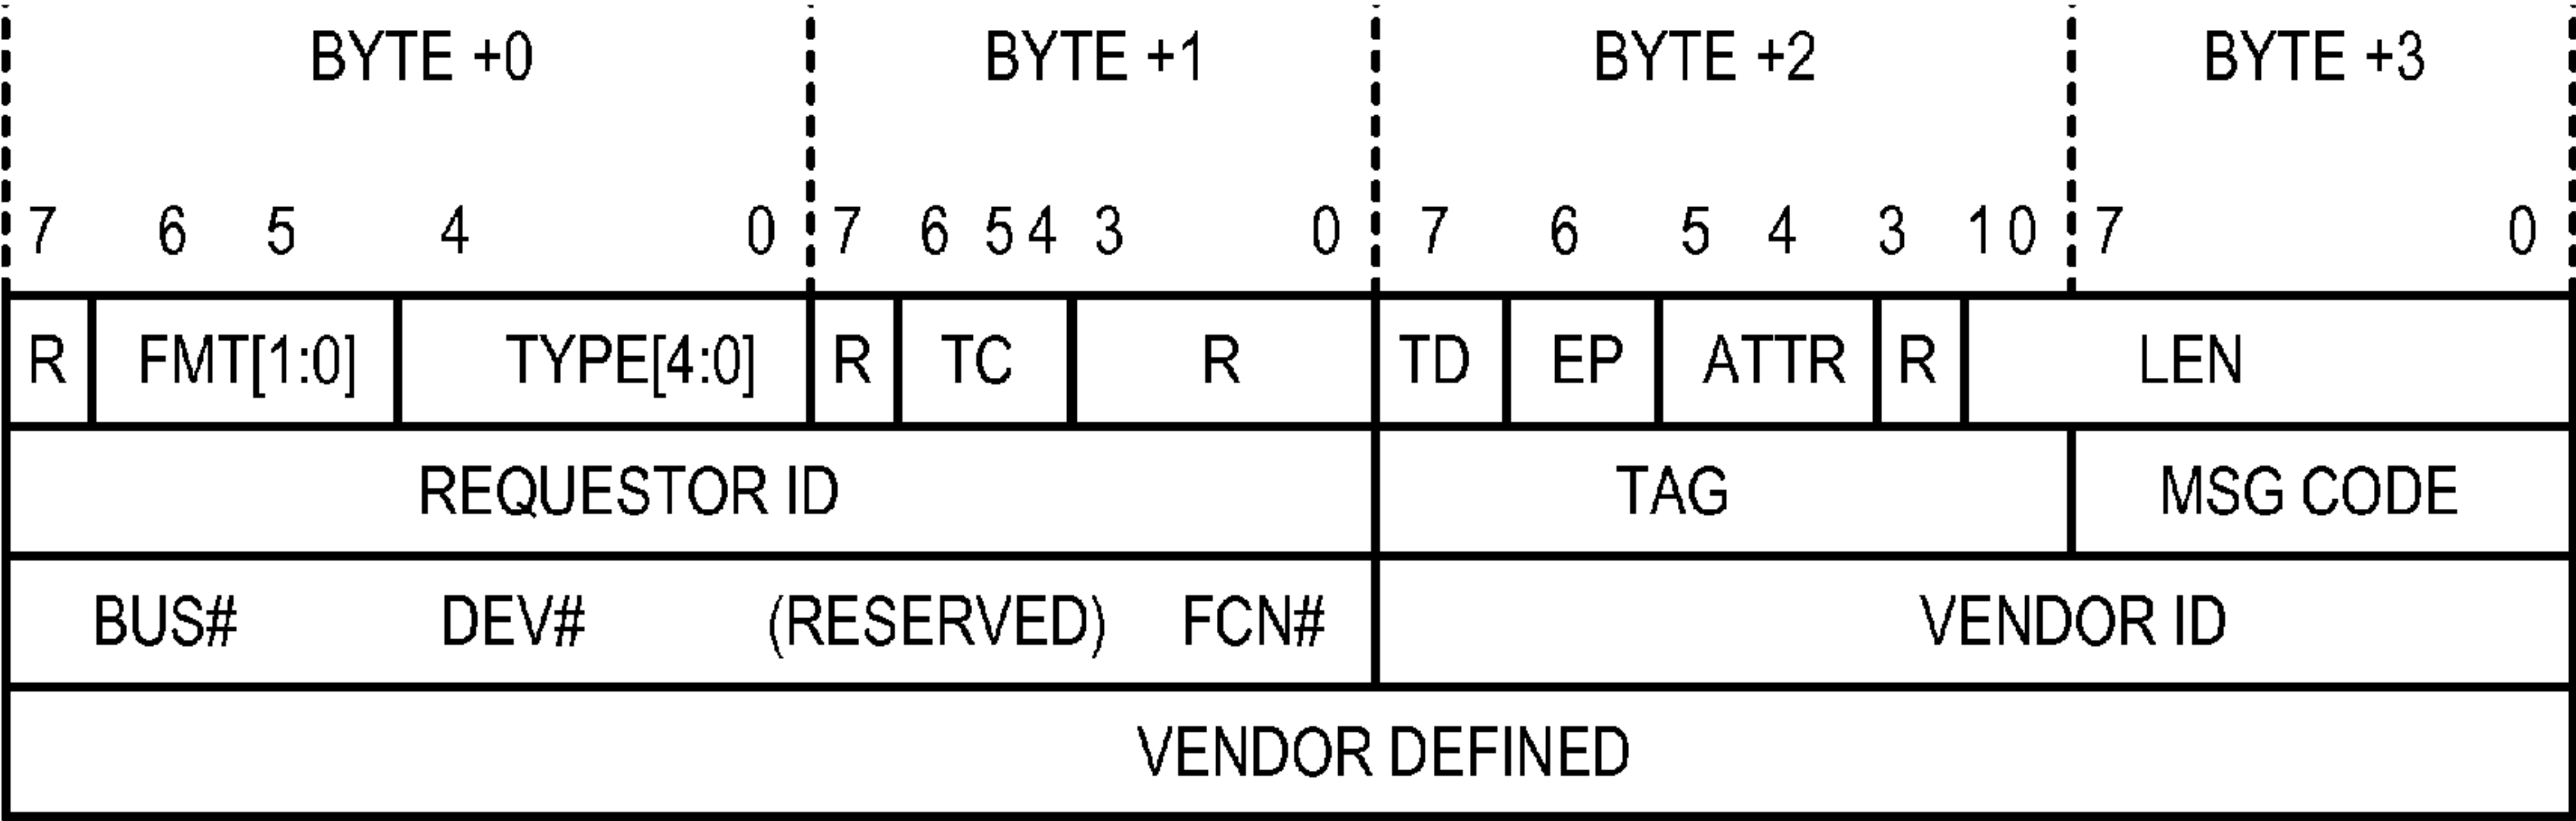 BYTE +0 BYTE +1 BYTE +2 BYTE +3
7 6 5 4 0 7 6 5 4 3 0 7 6 5 4 3 1 0 7 0
R FMT[1:0] TYPE[4:0] R TC R TD EP ATTR R LEN
REQUESTOR ID TAG MSG CODE
BUS# DEV# (RESERVED) FCN# VENDOR ID
VENDOR DEFINED